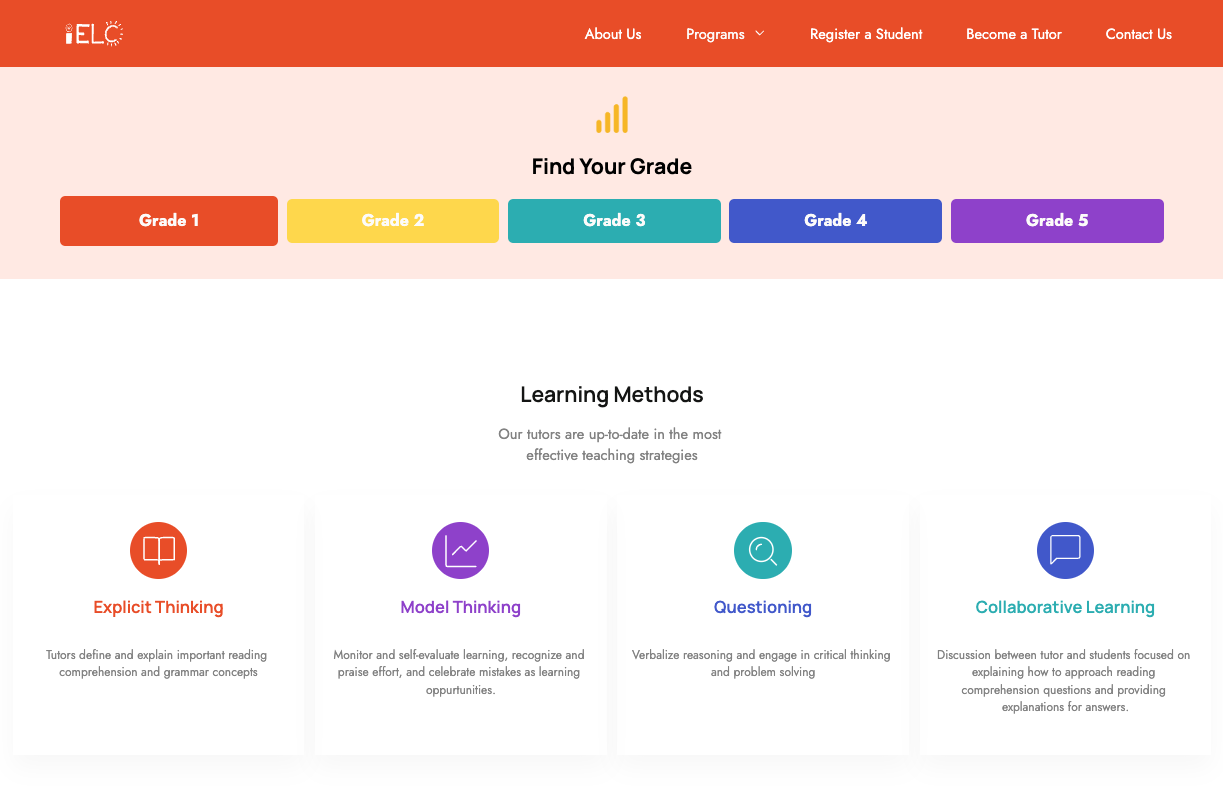 iELC
About Us
Programs
Register a Student
Become a Tutor
Contact Us
Find Your Grade
Grade 1
Grade 2
Grade 3
Grade 4
Grade 5
Learning Methods
Our tutors are up-to-date in the most
effective teaching strategies
Explicit Thinking
Tutors define and explain important reading
comprehension and grammar concepts
Model Thinking
Monitor and self-evaluate learning, recognize and
praise effort, and celebrate mistakes as learning
oppurtunities.
Questioning
Verbalize reasoning and engage in critical thinking
and problem solving
Collaborative Learning
Discussion between tutor and students focused on
explaining how to approach reading
comprehension questions and providing
explanations for answers.